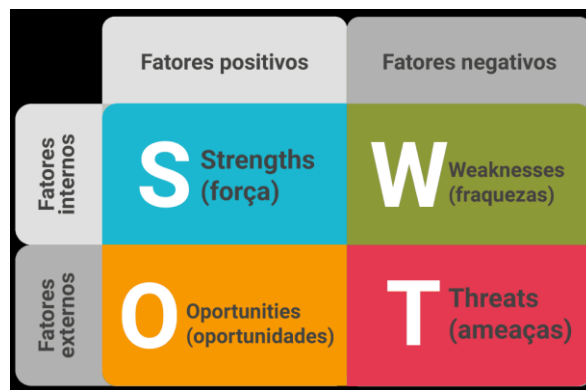 Fatores positivos
Fatores negativos
Fatores
internos
S
Strengths
(força)
W
Weaknesses
(fraquezas)
Fatores
externos
O
Oportunities
(oportunidades)
T
Threats
(ameaças)